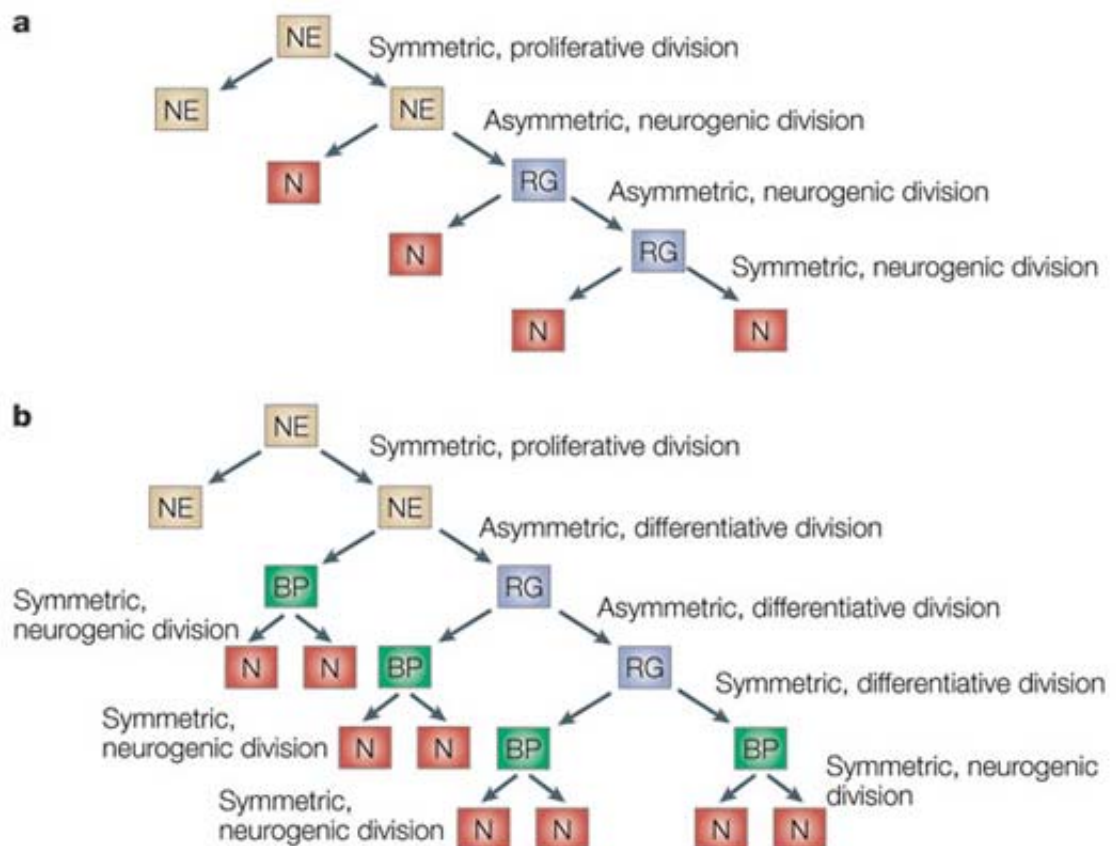 a
NE
Symmetric, proliferative division
NE
NE
Asymmetric, neurogenic division
N
RG
Asymmetric, neurogenic division
N
RG
Symmetric, neurogenic division
N
N
b
NE
Symmetric, proliferative division
NE
NE
Asymmetric, differentiative division
BP
RG
Symmetric,
neurogenic division
Asymmetric, differentiative division
N
N
BP
RG
Symmetric, differentiative division
Symmetric,
neurogenic division
N
N
BP
BP
Symmetric, neurogenic
division
Symmetric,
neurogenic division
N
N
N
N